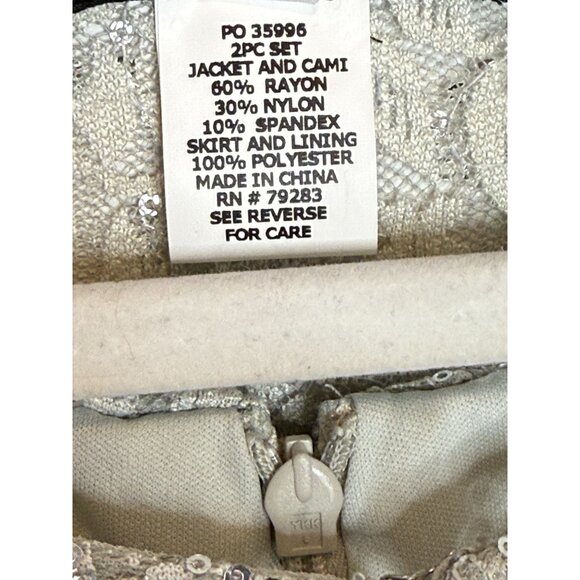 PO 35996
2PC SET
JACKET AND CAMI
60% RAYON
30% NYLON
10% SPANDEX
SKIRT AND LINING
100% POLYESTER
MADE IN CHINA
RN # 79283
SEE REVERSE
FOR CARE
YKK